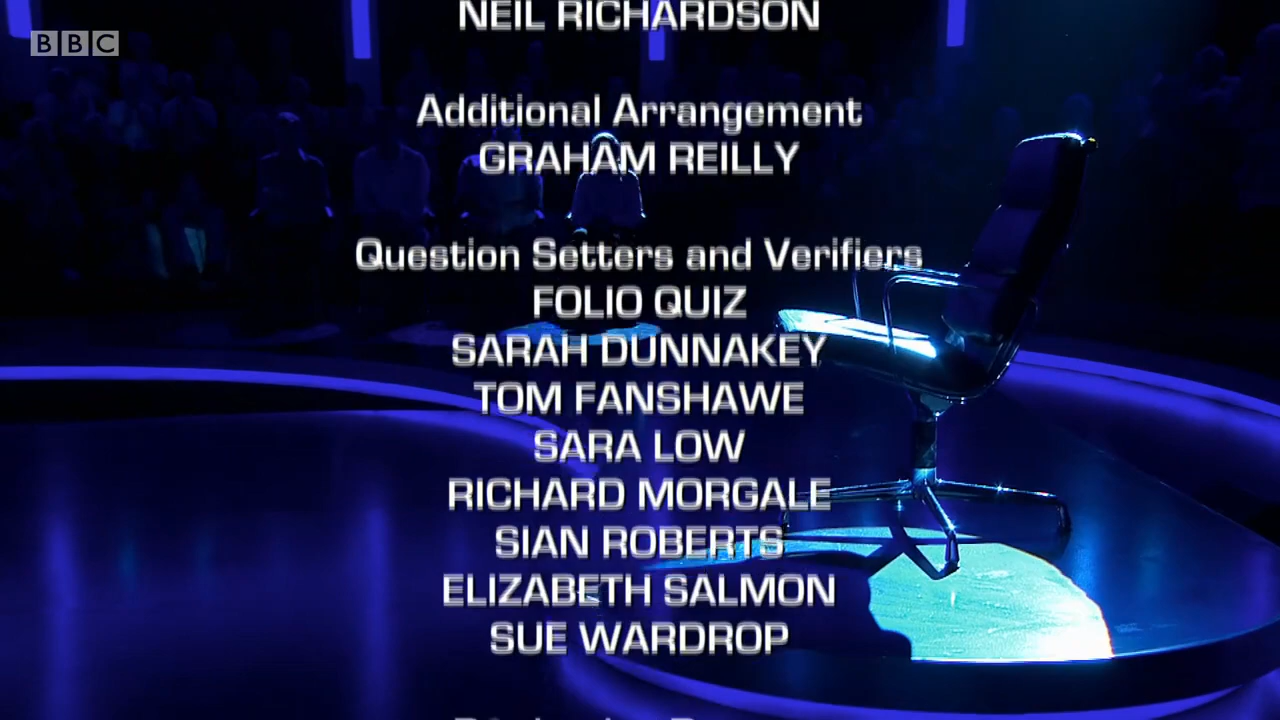 BBC
NEIL RICHARDSON
Additional Arrangement
GRAHAM REILLY
Question Setters and Verifiers
FOLIO QUIZ
SARAH DUNNAKEY
TOM FANSHAWE
SARA LOW
RICHARD MORGALE
SIAN ROBERTS
ELIZABETH SALMON
SUE WARDROP